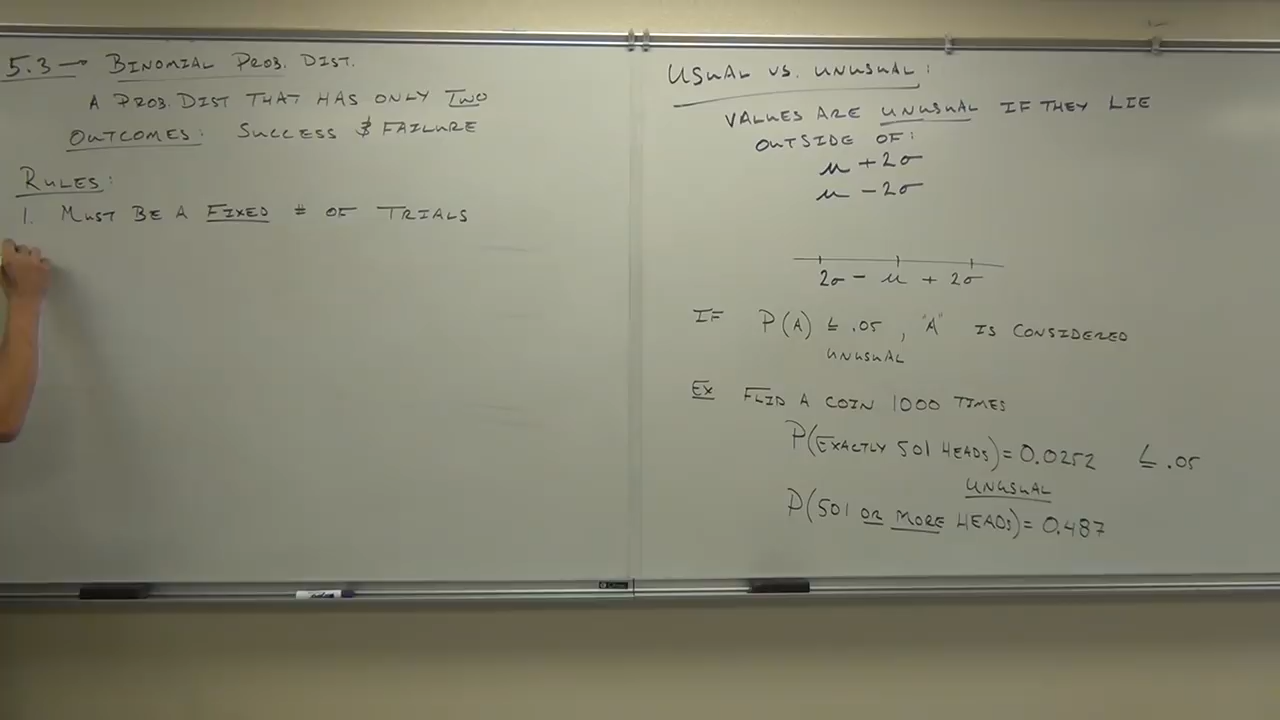 5.3 → BINOMIAL PROB. DIST.
A PROB. DIST THAT HAS ONLY TWO
OUTCOMES: SUCCESS & FAILURE
RULES:
1. MUST BE A FIXED # OF TRIALS
USUAL VS. UNUSUAL:
VALUES ARE UNUSUAL IF THEY LIE
OUTSIDE OF:
μ + 2σ
μ - 2σ
2σ - μ + 2σ
IF P(A) ≤ .05, "A" IS CONSIDERED
UNUSUAL
EX FLIP A COIN 1000 TIMES
P(EXACTLY 501 HEADS) = 0.0252 ≤ .05
UNUSUAL
P(501 OR MORE HEADS) = 0.487